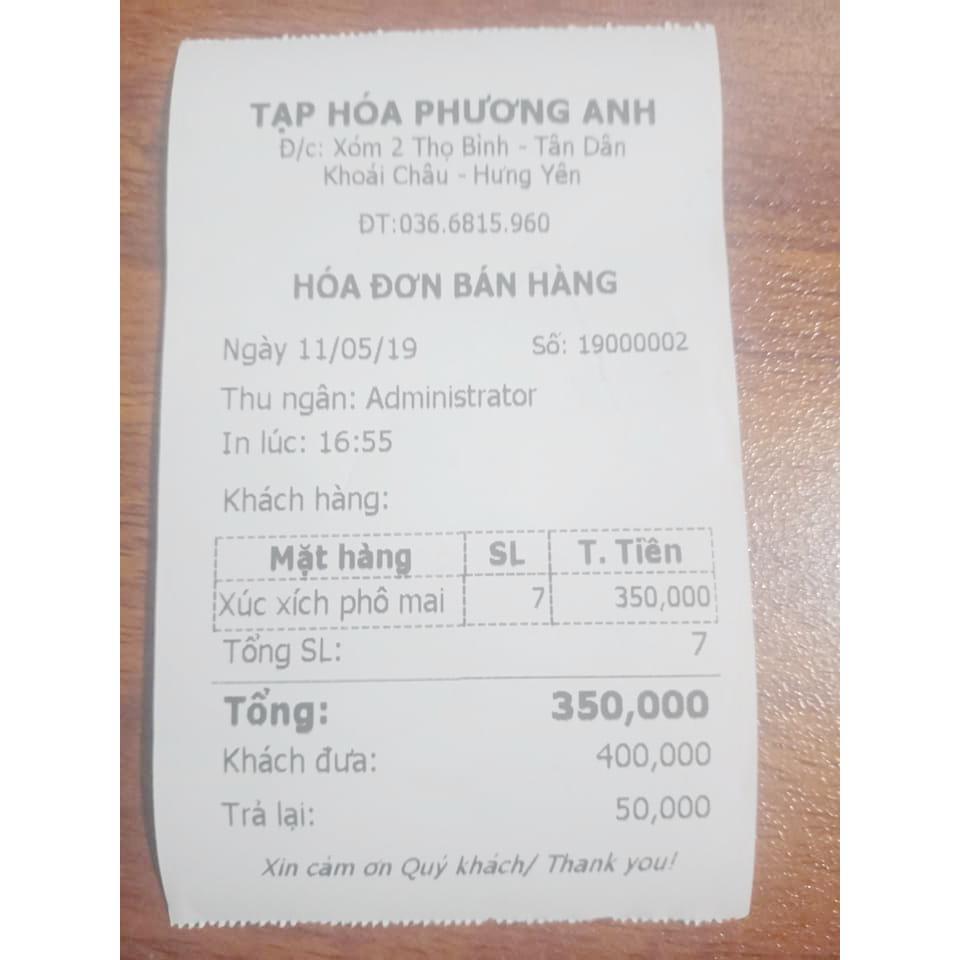 TẠP HÓA PHƯƠNG ANH
Đ/c: Xóm 2 Thọ Bình - Tân Dân
Khoái Châu - Hưng Yên
ĐT:036.6815.960
HÓA ĐƠN BÁN HÀNG
Ngày 11/05/19 Số: 19000002
Thu ngân: Administrator
In lúc: 16:55
Khách hàng:
Mặt hàng SL T. Tiền
Xúc xích phô mai 7 350,000
Tổng SL: 7
Tổng: 350,000
Khách đưa: 400,000
Trả lại: 50,000
Xin cảm ơn Quý khách/ Thank you!